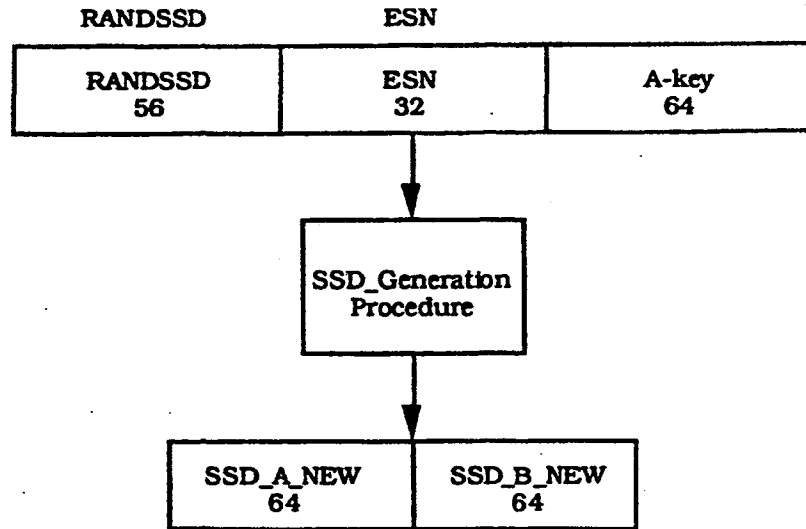 RANDSSD ESN
RANDSSD ESN A-key
56 32 64
SSD_Generation
Procedure
SSD_A_NEW SSD_B_NEW
64 64